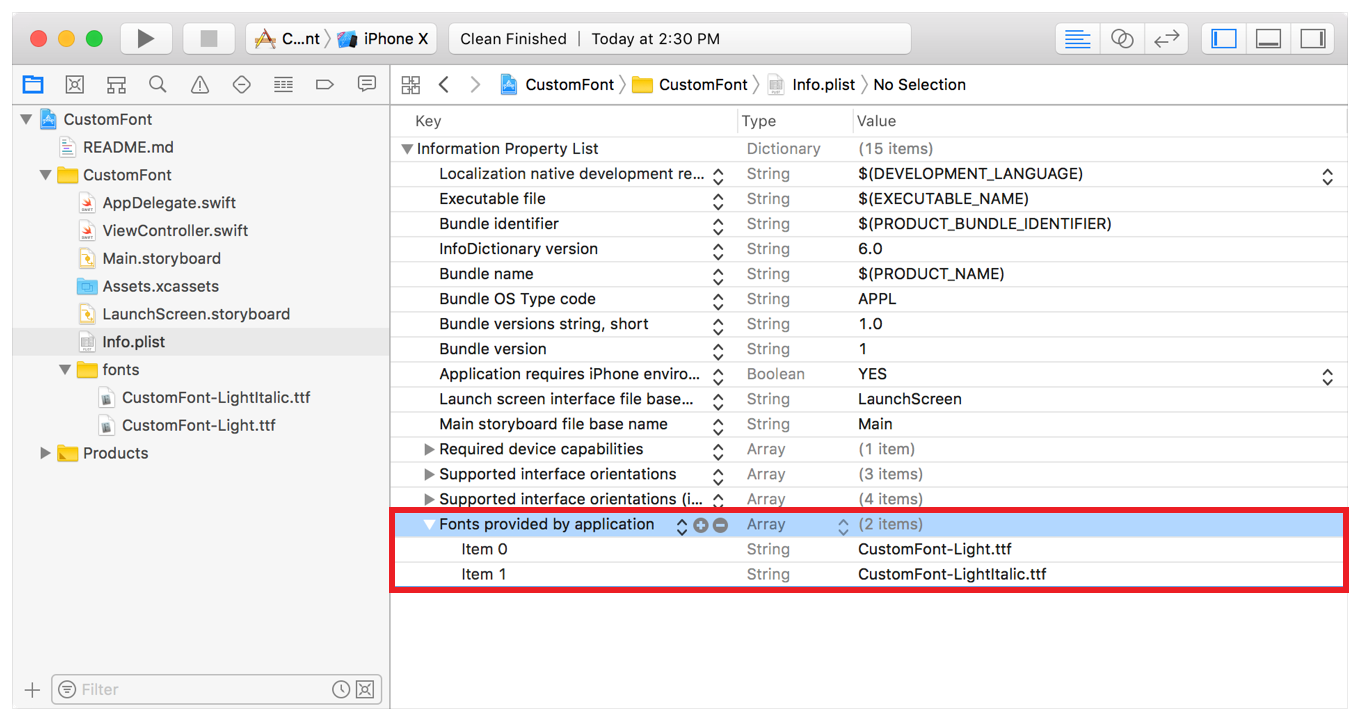 C...nt iPhone X Clean Finished | Today at 2:30 PM
CustomFont CustomFont Info.plist No Selection
CustomFont
README.md
CustomFont
AppDelegate.swift
ViewController.swift
Main.storyboard
Assets.xcassets
LaunchScreen.storyboard
Info.plist
fonts
CustomFont-LightItalic.ttf
CustomFont-Light.ttf
Products
Filter
Key Type Value
Information Property List Dictionary (15 items)
Localization native development re... String $(DEVELOPMENT_LANGUAGE)
Executable file String $(EXECUTABLE_NAME)
Bundle identifier String $(PRODUCT_BUNDLE_IDENTIFIER)
InfoDictionary version String 6.0
Bundle name String $(PRODUCT_NAME)
Bundle OS Type code String APPL
Bundle versions string, short String 1.0
Bundle version String 1
Application requires iPhone enviro... Boolean YES
Launch screen interface file base... String LaunchScreen
Main storyboard file base name String Main
Required device capabilities Array (1 item)
Supported interface orientations Array (3 items)
Supported interface orientations (i... Array (4 items)
Fonts provided by application Array (2 items)
Item 0 String CustomFont-Light.ttf
Item 1 String CustomFont-LightItalic.ttf